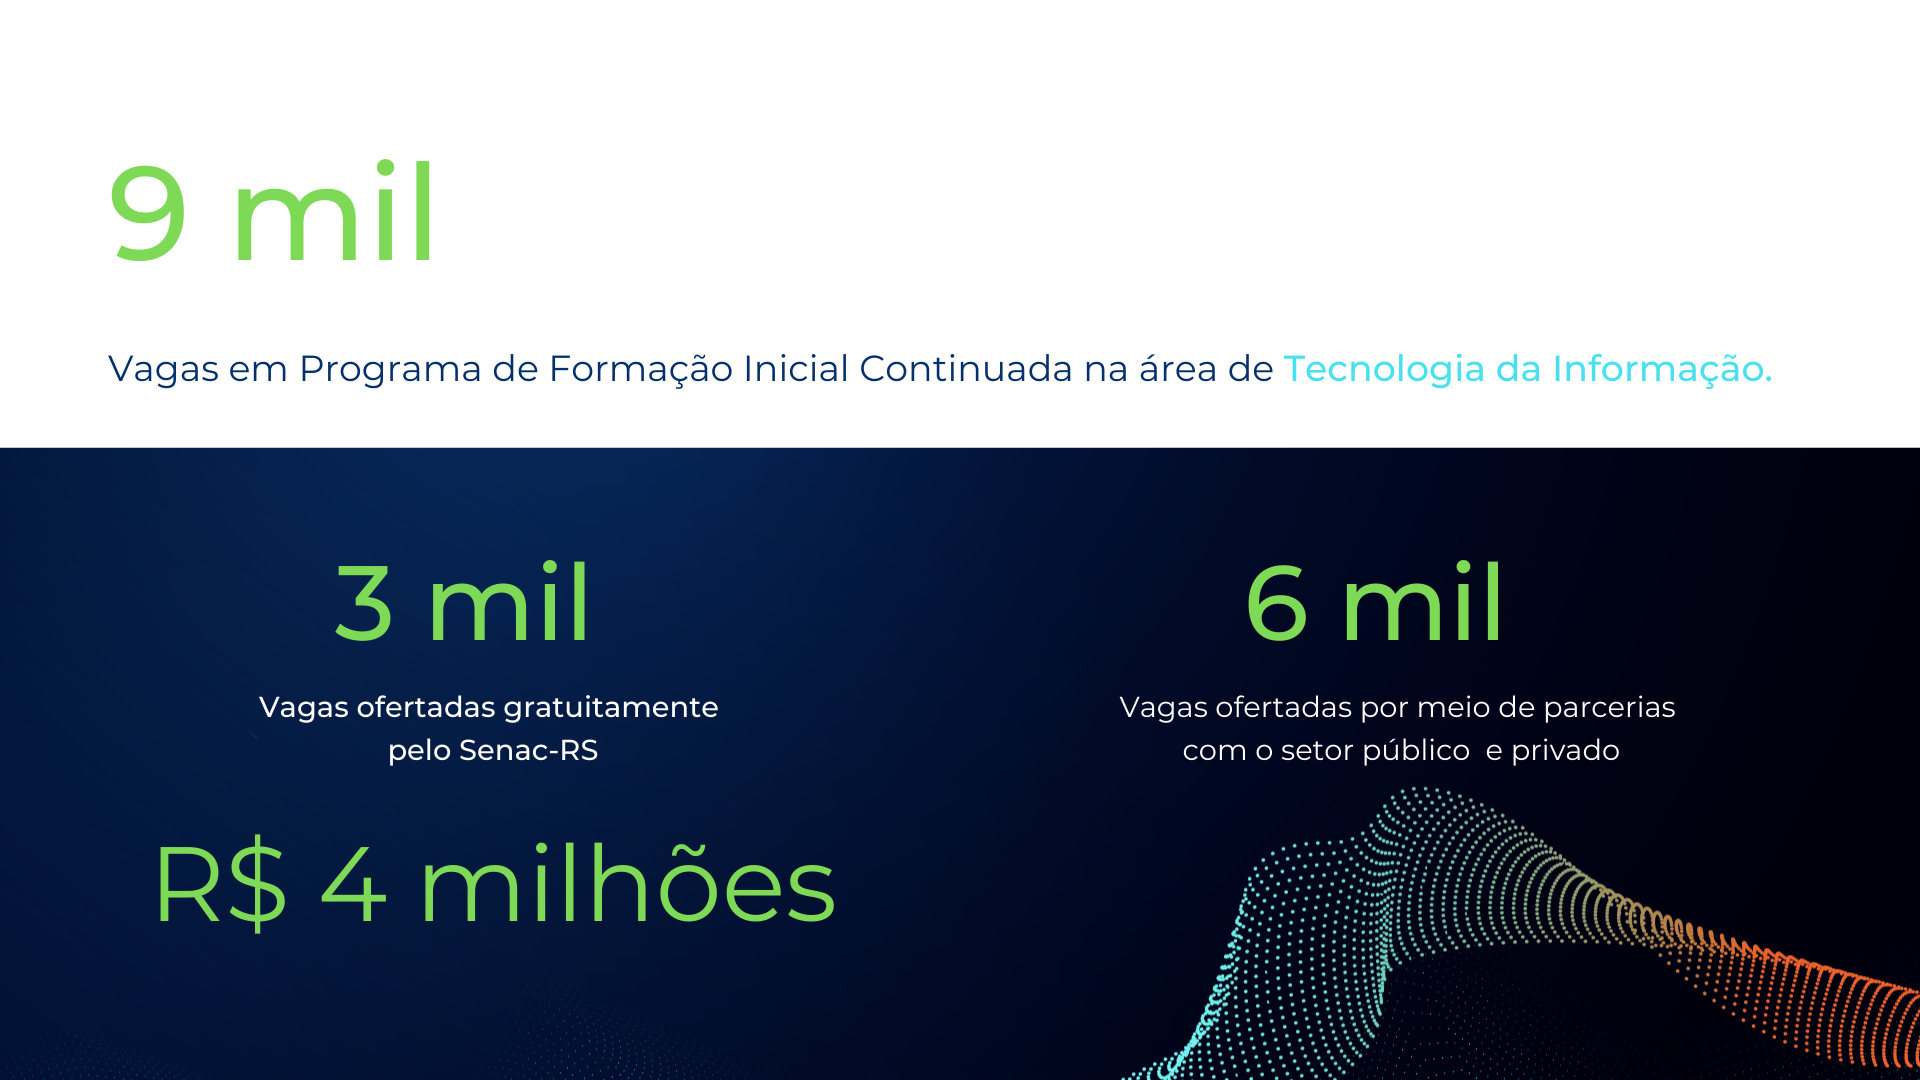 9 mil
Vagas em Programa de Formação Inicial Continuada na área de Tecnologia da Informação.
3 mil
Vagas ofertadas gratuitamente
pelo Senac-RS
R$ 4 milhões
6 mil
Vagas ofertadas por meio de parcerias
com o setor público  e privado